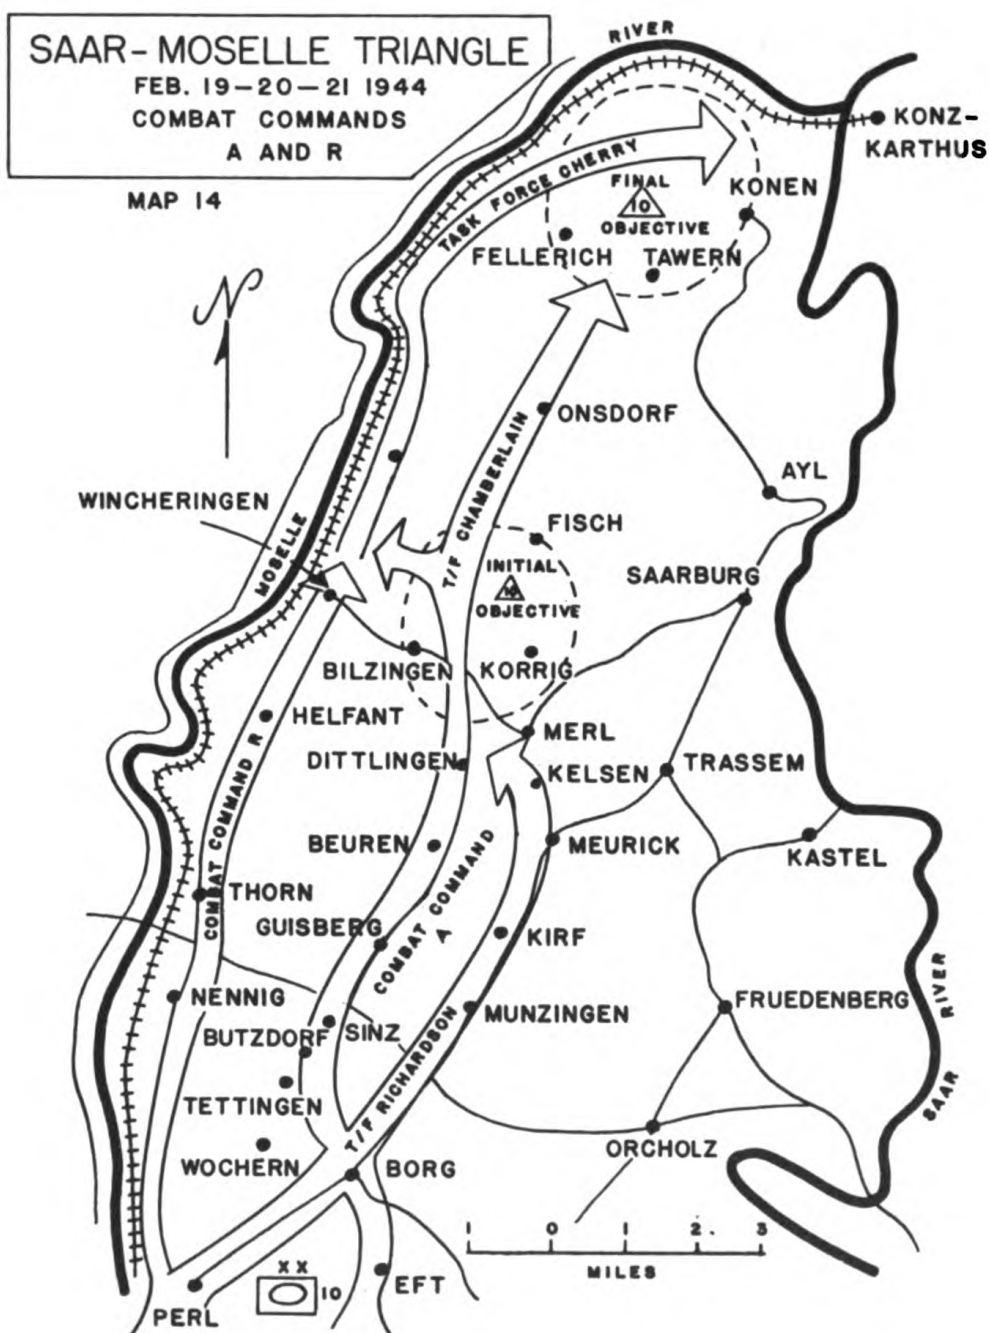 SAAR-MOSELLE TRIANGLE
FEB. 19-20-21 1944
COMBAT COMMANDS
A AND R
MAP 14
N
RIVER
KONZ-
KARTHUS
TASK FORCE CHERRY
FINAL
10
OBJECTIVE
KONEN
FELLERICH
TAWERN
ONSDORF
T/F CHAMBERLAIN
AYL
WINCHERINGEN
MOSELLE
FISCH
INITIAL
10
OBJECTIVE
SAARBURG
BILZINGEN
KORRIG
HELFANT
MERL
DITTLINGEN
KELSEN
TRASSEM
COMBAT COMMAND R
BEUREN
MEURICK
KASTEL
THORN
GUISBERG
COMBAT COMMAND
A
KIRF
NENNIG
MUNZINGEN
FRUEDENBERG
RIVER
SAAR
BUTZDORF
SINZ
T/F RICHARDSON
TETTINGEN
WOCHERN
BORG
ORCHOLZ
1 0 1 2 3
MILES
XX
10
EFT
PERL